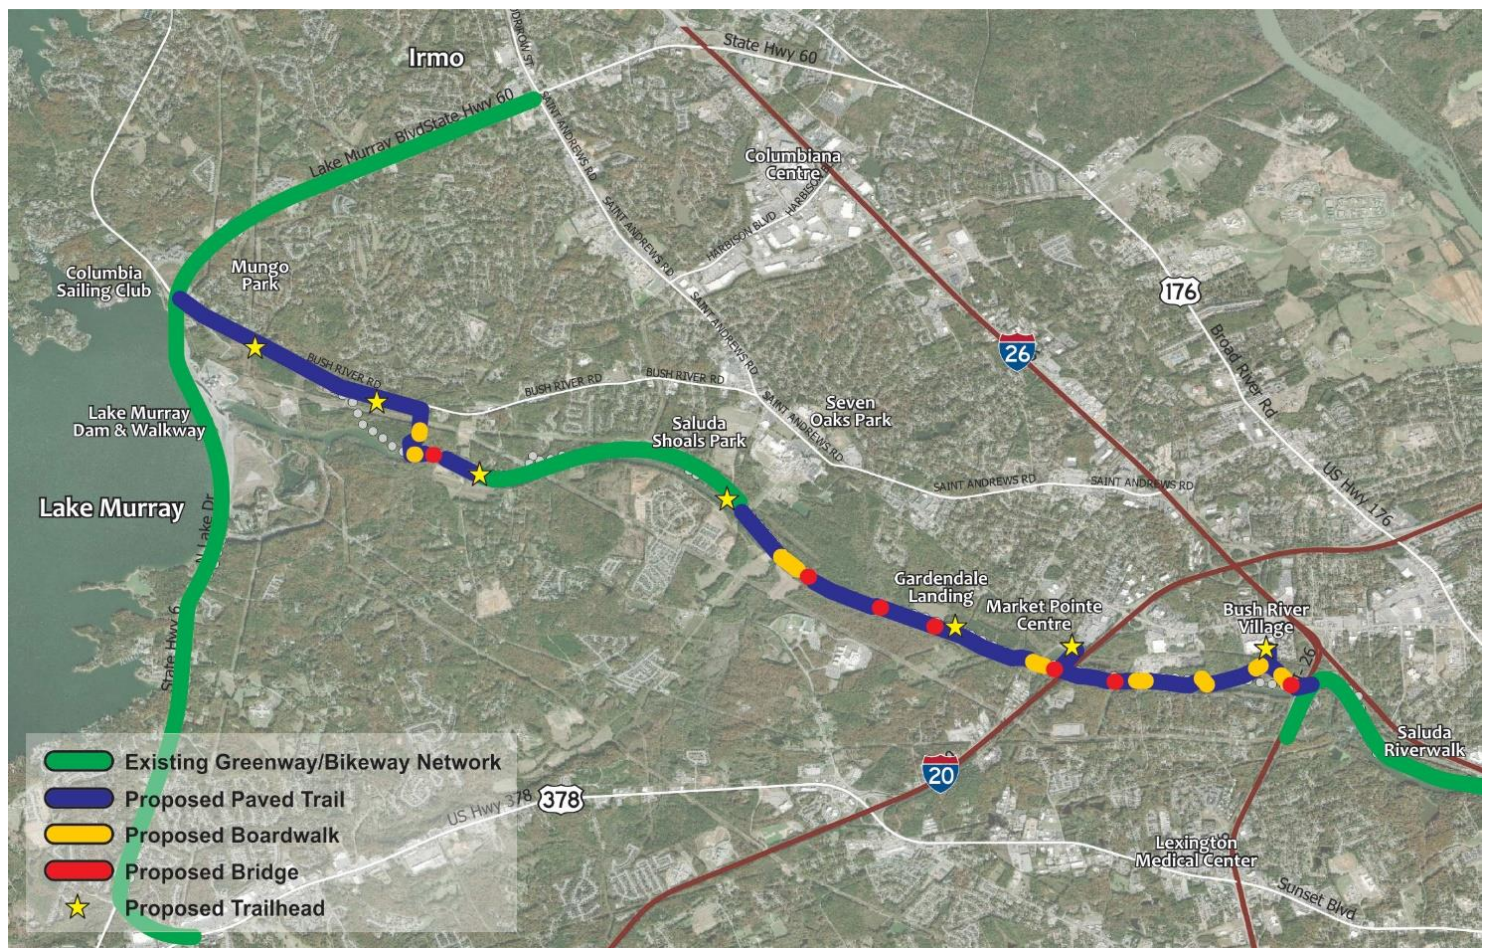 Irmo
DROW ST
State Hwy 60
Lake Murray Blvd
State Hwy 60
SAINT ANDREWS RD
Columbiana
Centre
HARBISON
HARBISON BLVD
SAINT ANDREWS RD
Columbia
Sailing Club
Mungo
Park
176
SAINT ANDREWS RD
26
Broad River Rd
BUSH RIVER RD
BUSH RIVER RD
BUSH RIVER RD
SAINT ANDREWS RD
Lake Murray
Dam & Walkway
Saluda
Shoals Park
Seven
Oaks Park
US Hwy 176
SAINT ANDREWS RD
SAINT ANDREWS RD
Lake Murray
N Lake Dr
Gardendale
Landing
Market Pointe
Centre
Bush River
Village
State Hwy 6
I- 26
Saluda
Riverwalk
20
US Hwy 378
378
Lexington
Medical Center
Sunset Blvd
Existing Greenway/Bikeway Network
Proposed Paved Trail
Proposed Boardwalk
Proposed Bridge
Proposed Trailhead